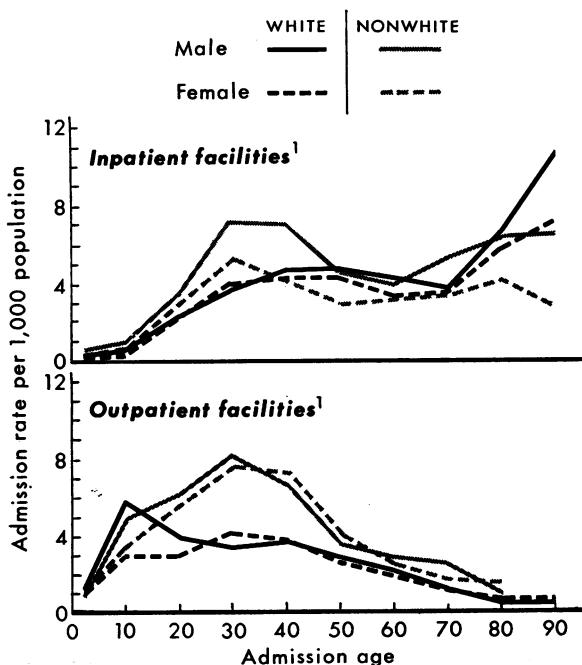 WHITE NONWHITE
Male
Female
Admission rate per 1,000 population
12
Inpatient facilities1
8
4
0
12
Outpatient facilities1
8
4
0
0 10 20 30 40 50 60 70 80 90
Admission age